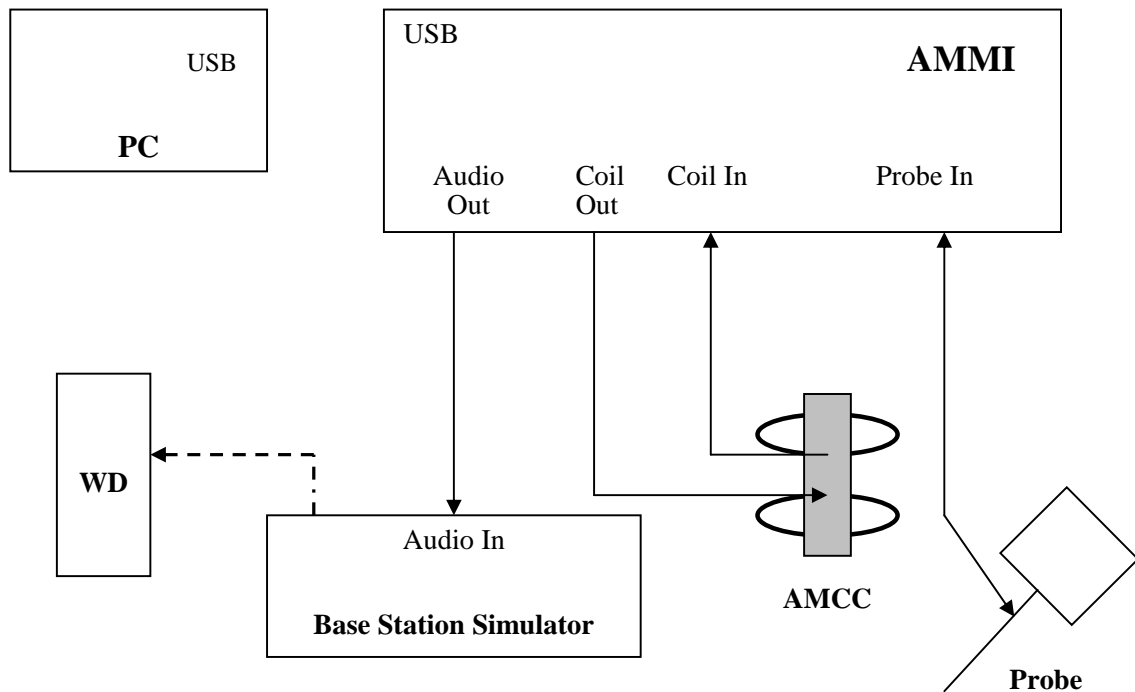 USB
PC
USB
AMMI
Audio
Out
Coil
Out
Coil In
Probe In
WD
Audio In
Base Station Simulator
AMCC
Probe